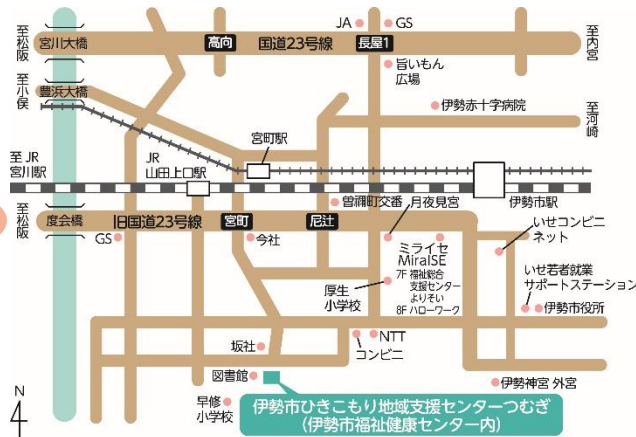 JA
GS
至松阪
宮川大橋
高向
国道23号線
長屋1
至内宮
旨いもん
広場
至小俣
豊浜大橋
伊勢赤十字病院
至河崎
宮町駅
至 JR
宮川駅
JR
山田上口駅
伊勢市駅
曽祢町交番
月夜見宮
至松阪
度会橋
旧国道23号線
宮町
尼辻
GS
今社
ミライセ
MiraISE
7F 福祉総合
支援センター
よりそい
8F ハローワーク
いせコンビニ
ネット
厚生
小学校
いせ若者就業
サポートステーション
伊勢市役所
NTT
コンビニ
坂社
図書館
伊勢神宮 外宮
早修
小学校
伊勢市ひきこもり地域支援センターつむぎ
(伊勢市福祉健康センター内)
N